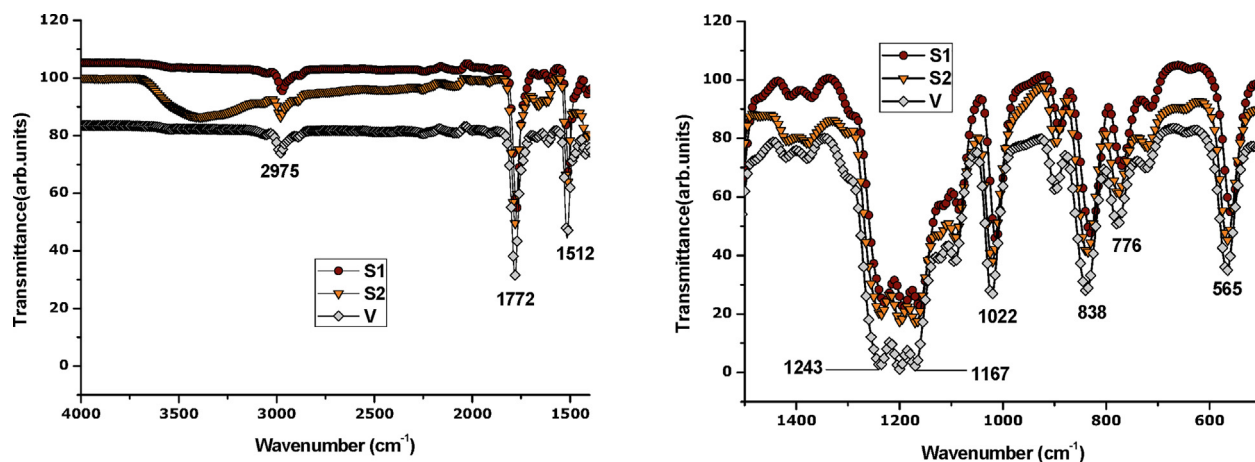 120
100
80
60
40
20
0
Transmittance(arb.units)
2975
1772
1512
S1
S2
V
4000 3500 3000 2500 2000 1500
Wavenumber (cm-1)
120
100
80
60
40
20
0
Transmittance(arb.units)
S1
S2
V
1243
1167
1022
838
776
565
1400 1200 1000 800 600
Wavenumber (cm-1)